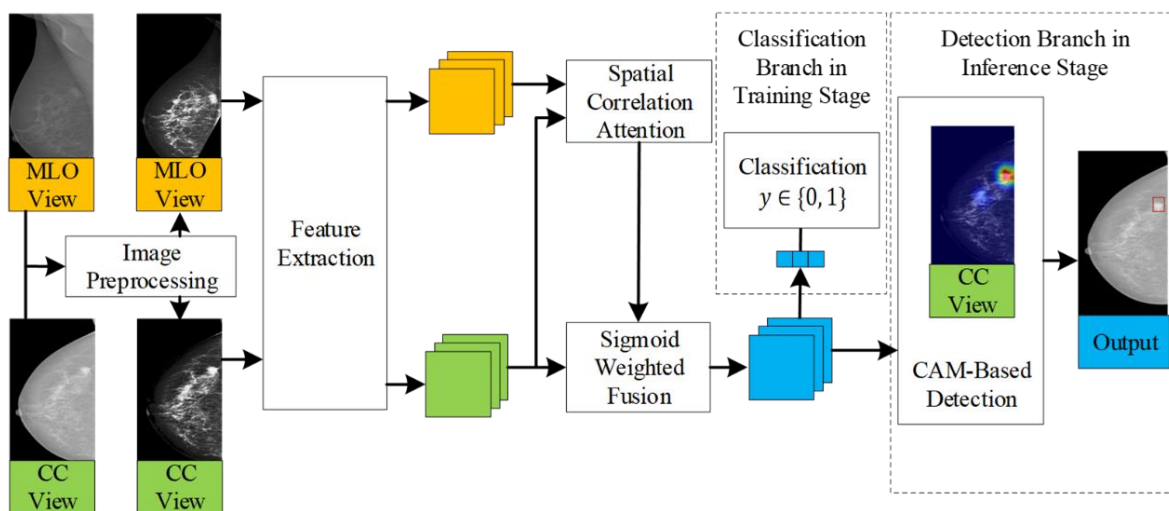 MLO
View
MLO
View
Image
Preprocessing
CC
View
CC
View
Feature
Extraction
Spatial
Correlation
Attention
Sigmoid
Weighted
Fusion
Classification
Branch in
Training Stage
Classification
y ∈ {0, 1}
Detection Branch in
Inference Stage
CC
View
CAM-Based
Detection
Output